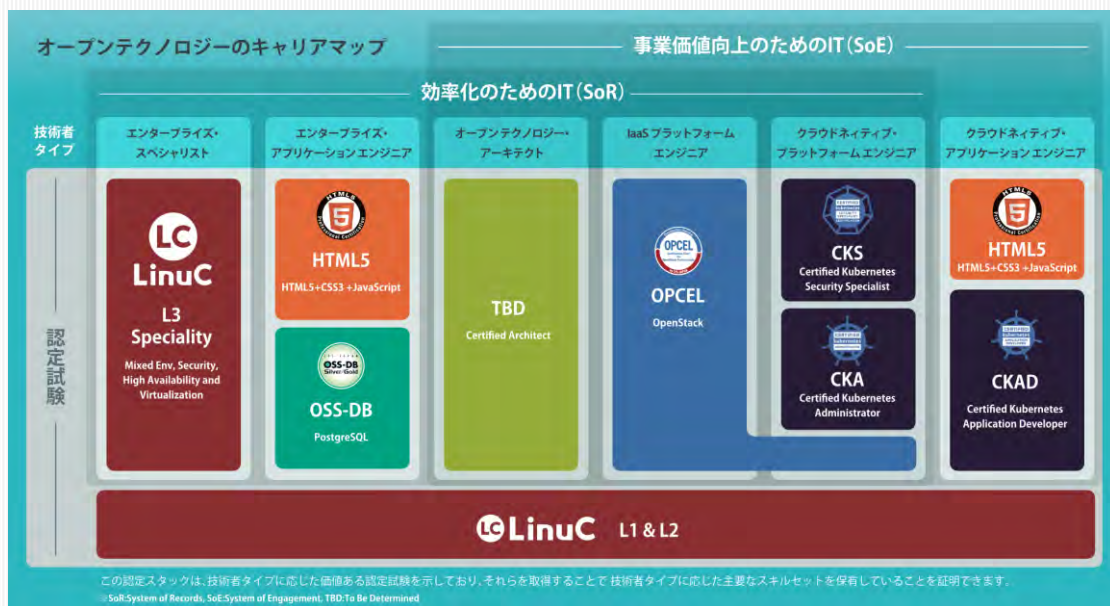 オープンテクノロジーのキャリアマップ
事業価値向上のためのIT(SoE)
効率化のためのIT(SoR)
技術者
タイプ
エンタープライズ・
スペシャリスト
エンタープライズ・
アプリケーション エンジニア
オープンテクノロジー・
アーキテクト
IaaS プラットフォーム
エンジニア
クラウドネィティブ・
プラットフォーム エンジニア
クラウドネィティブ・
アプリケーション エンジニア
認定試験
LC
LinuC
L3
Speciality
Mixed Env, Security,
High Availability and
Virtualization
HTML5
5
HTML5
HTML5+CSS3 +JavaScript
OSS-DB
Silver/Gold
OSS-DB
PostgreSQL
TBD
Certified Architect
OPCEL
OPCEL
OpenStack
CKS
Certified Kubernetes
Security Specialist
CKA
Certified Kubernetes
Administrator
HTML5
5
HTML5
HTML5+CSS3 +JavaScript
CKAD
Certified Kubernetes
Application Developer
LC LinuC L1 & L2
この認定スタックは、技術者タイプに応じた価値ある認定試験を示しており、それらを取得することで 技術者タイプに応じた主要なスキルセットを保有していることを証明できます。
※SoR:System of Records, SoE:System of Engagement, TBD:To Be Determined